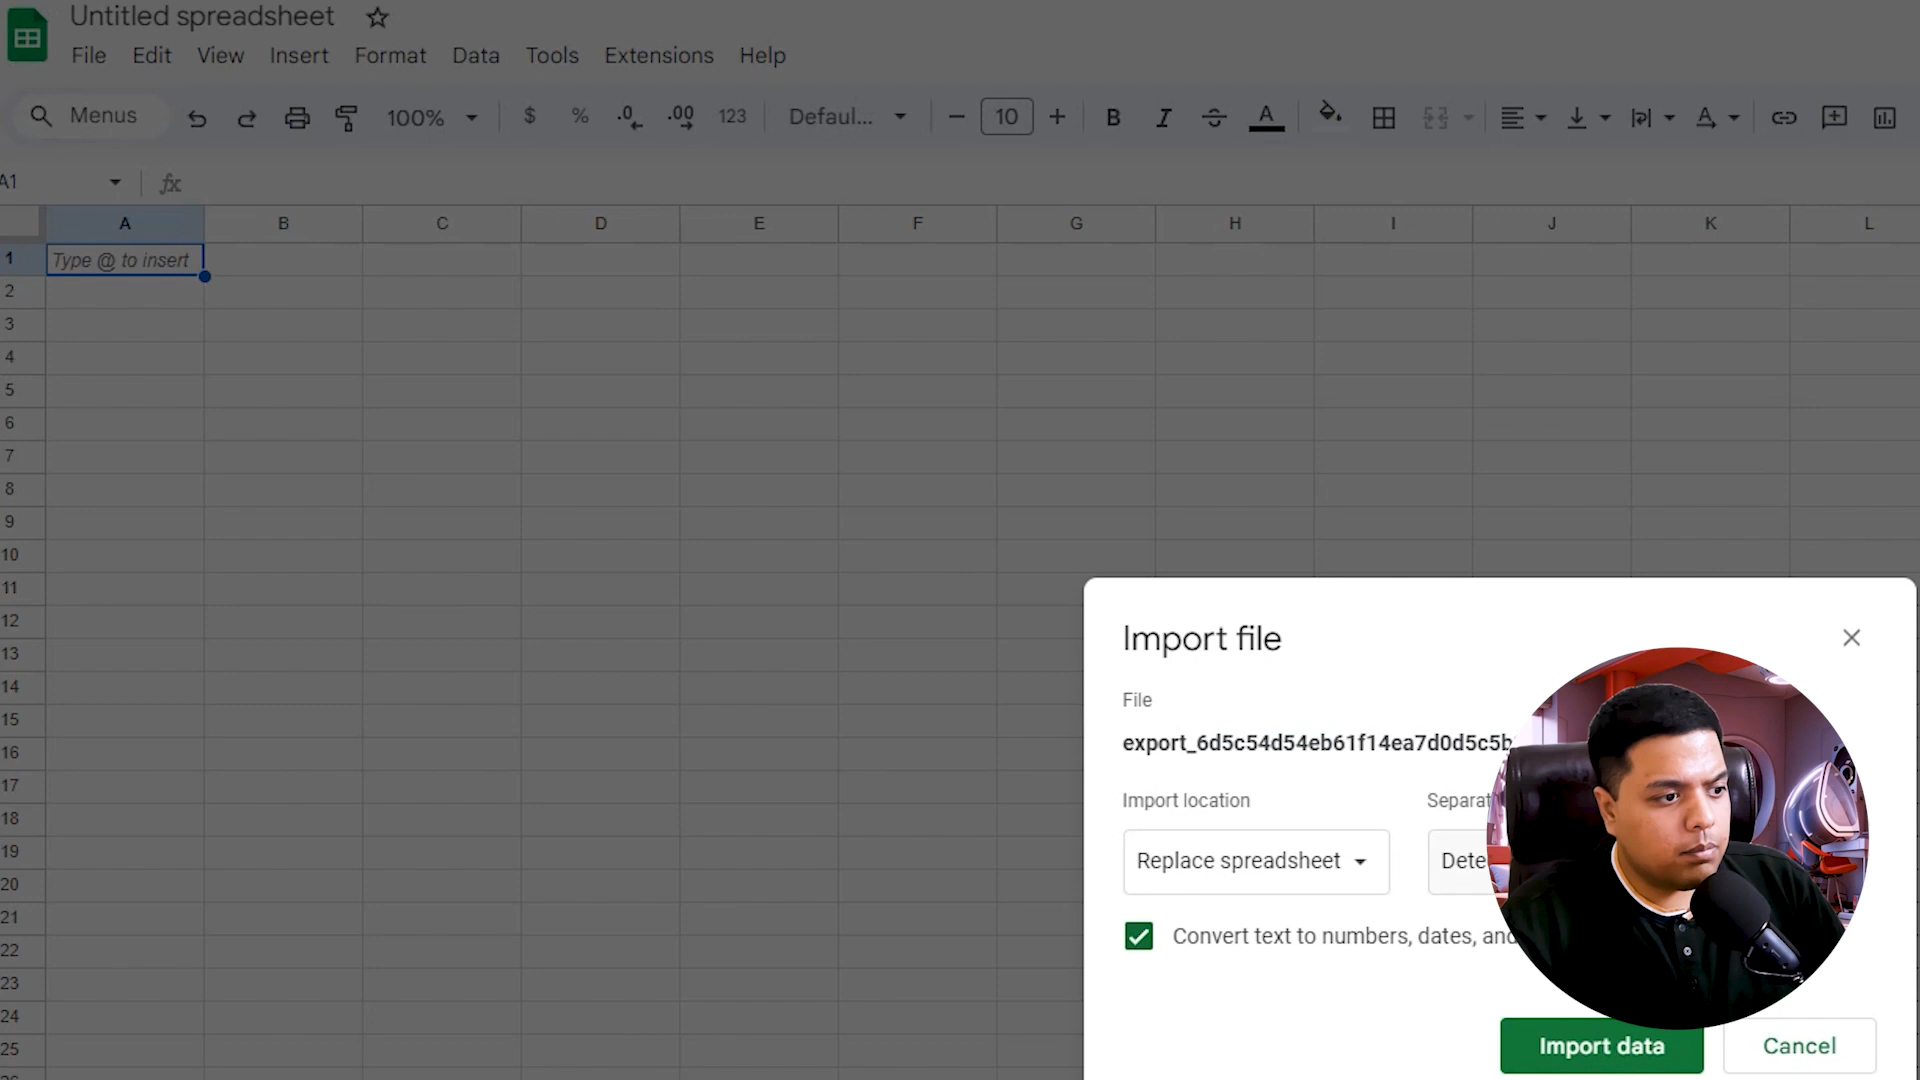 Untitled spreadsheet
File Edit View Insert Format Data Tools Extensions Help
Menus 100% $ % .0 .00 123 Defaul... 10 B I A A
A1 fx
A B C D E F G H I J K L
1 Type @ to insert
2
3
4
5
6
7
8
9
10
11
12
13
14
15
16
17
18
19
20
21
22
23
24
25
Import file
File
export_6d5c54d54eb61f14ea7d0d5c5b
Import location
Separat
Replace spreadsheet
Dete
Convert text to numbers, dates, and
Import data Cancel